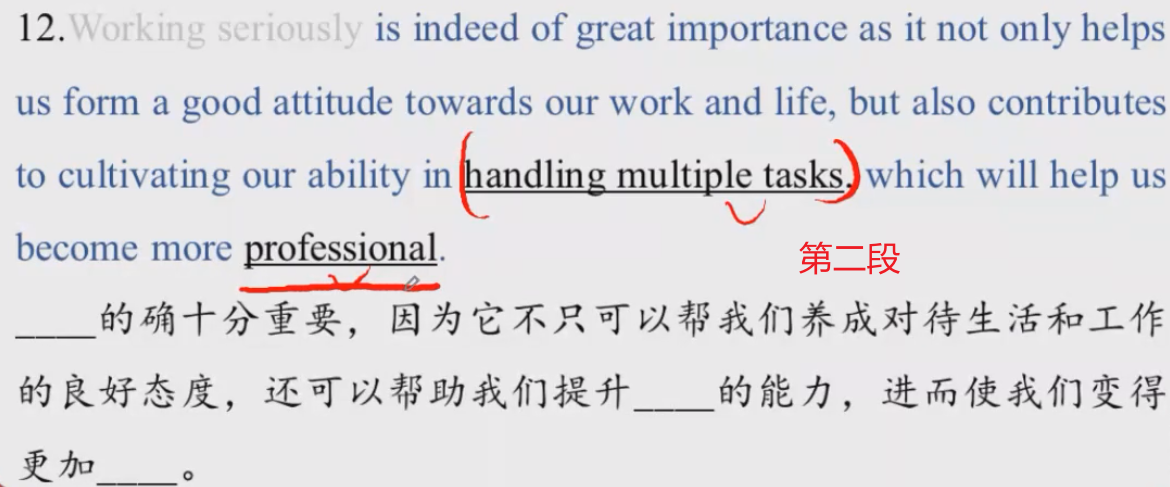 12.Working seriously is indeed of great importance as it not only helps
us form a good attitude towards our work and life, but also contributes
to cultivating our ability in handling multiple tasks, which will help us
become more professional.
第二段
____的确十分重要，因为它不只可以帮我们养成对待生活和工作
的良好态度，还可以帮助我们提升____的能力，进而使我们变得
更加____。